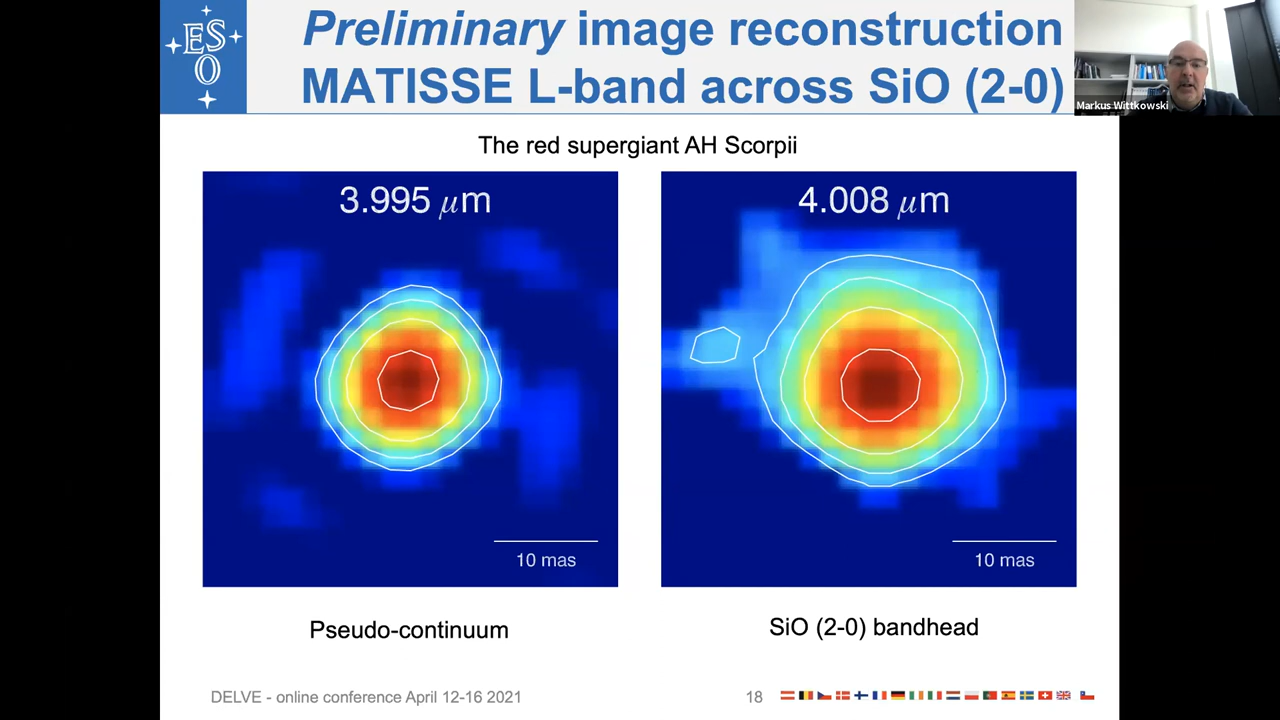 ESO
Preliminary image reconstruction
MATISSE L-band across SiO (2-0)
Markus Wittkowski
The red supergiant AH Scorpii
3.995 μm
4.008 μm
10 mas
10 mas
Pseudo-continuum
SiO (2-0) bandhead
DELVE - online conference April 12-16 2021
18